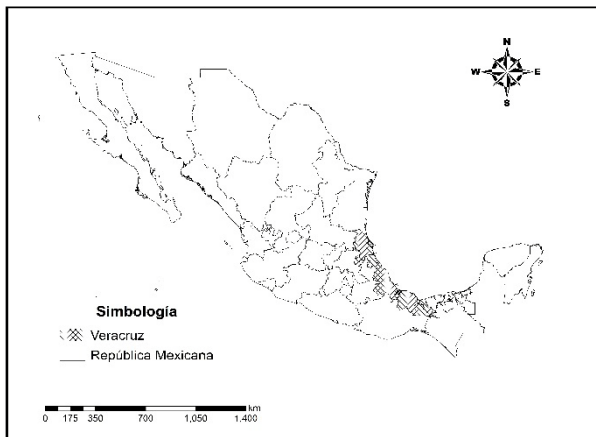 N
W E
S
Simbología
Veracruz
República Mexicana
km
0 175 350 700 1,050 1,400